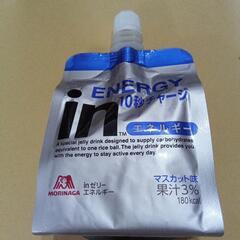 ENERGY
10秒チャージ
in™
エネルギー
A special jelly drink designed to supply carbohydrates
equivalent to one rice ball. The jelly drink provides you
with the energy to stay active every day.
MORINAGA
inゼリー
エネルギー
マスカット味
果汁3%
180kcal